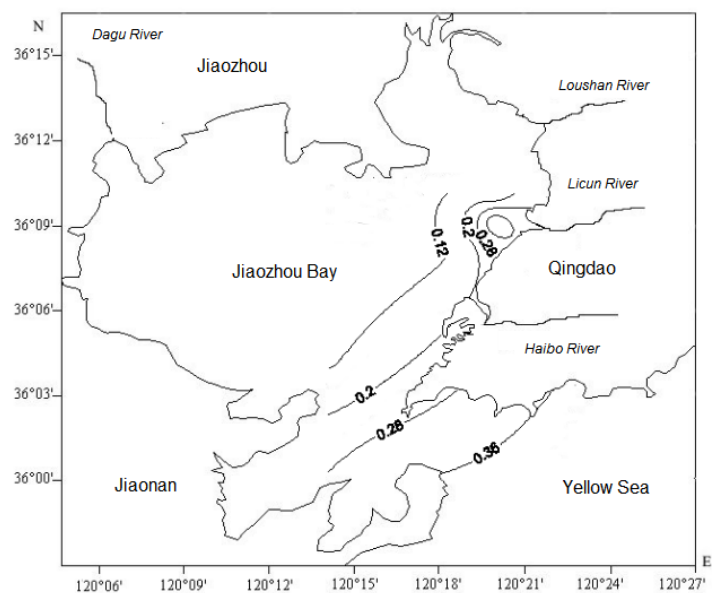 N
Dagu River
36°15'
Jiaozhou
Loushan River
36°12'
Licun River
36°09'
0.12
0.2
0.28
Jiaozhou Bay
Qingdao
36°06'
Haibo River
36°03'
0.2
0.28
0.36
36°00'
Jiaonan
Yellow Sea
E
120°06'
120°09'
120°12'
120°15'
120°18'
120°21'
120°24'
120°27'